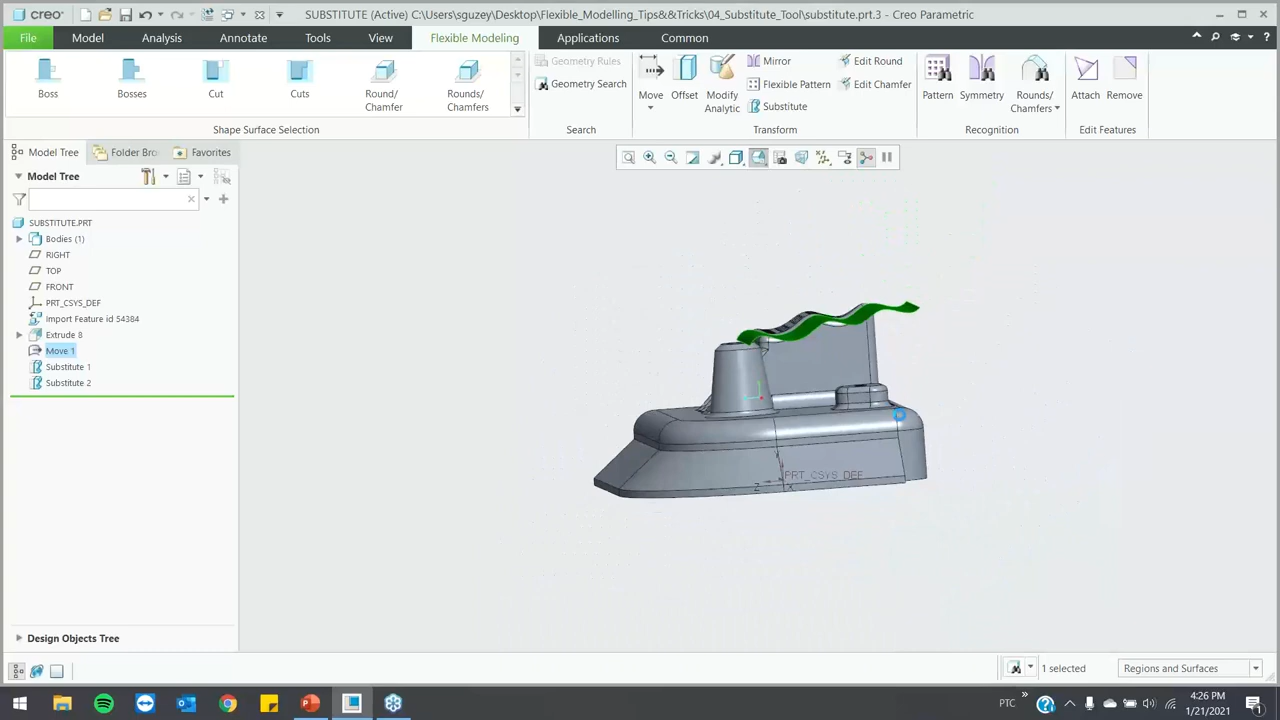 creo
SUBSTITUTE (Active) C:\Users\sguzey\Desktop\Flexible_Modelling_Tips&&Tricks\04_Substitute_Tool\substitute.prt.3 - Creo Parametric
File
Model
Analysis
Annotate
Tools
View
Flexible Modeling
Applications
Common
Boss
Bosses
Cut
Cuts
Round/
Chamfer
Rounds/
Chamfers
Shape Surface Selection
Geometry Rules
Geometry Search
Search
Move
Offset
Modify
Analytic
Mirror
Flexible Pattern
Substitute
Edit Round
Edit Chamfer
Transform
Pattern
Symmetry
Rounds/
Chamfers
Recognition
Attach
Remove
Edit Features
Model Tree
Folder Bro
Favorites
Model Tree
SUBSTITUTE.PRT
Bodies (1)
RIGHT
TOP
FRONT
PRT_CSYS_DEF
Import Feature id 54384
Extrude 8
Move 1
Substitute 1
Substitute 2
PRT_CSYS_DEF
Z
Design Objects Tree
1 selected
Regions and Surfaces
PTC
4:26 PM
1/21/2021
1